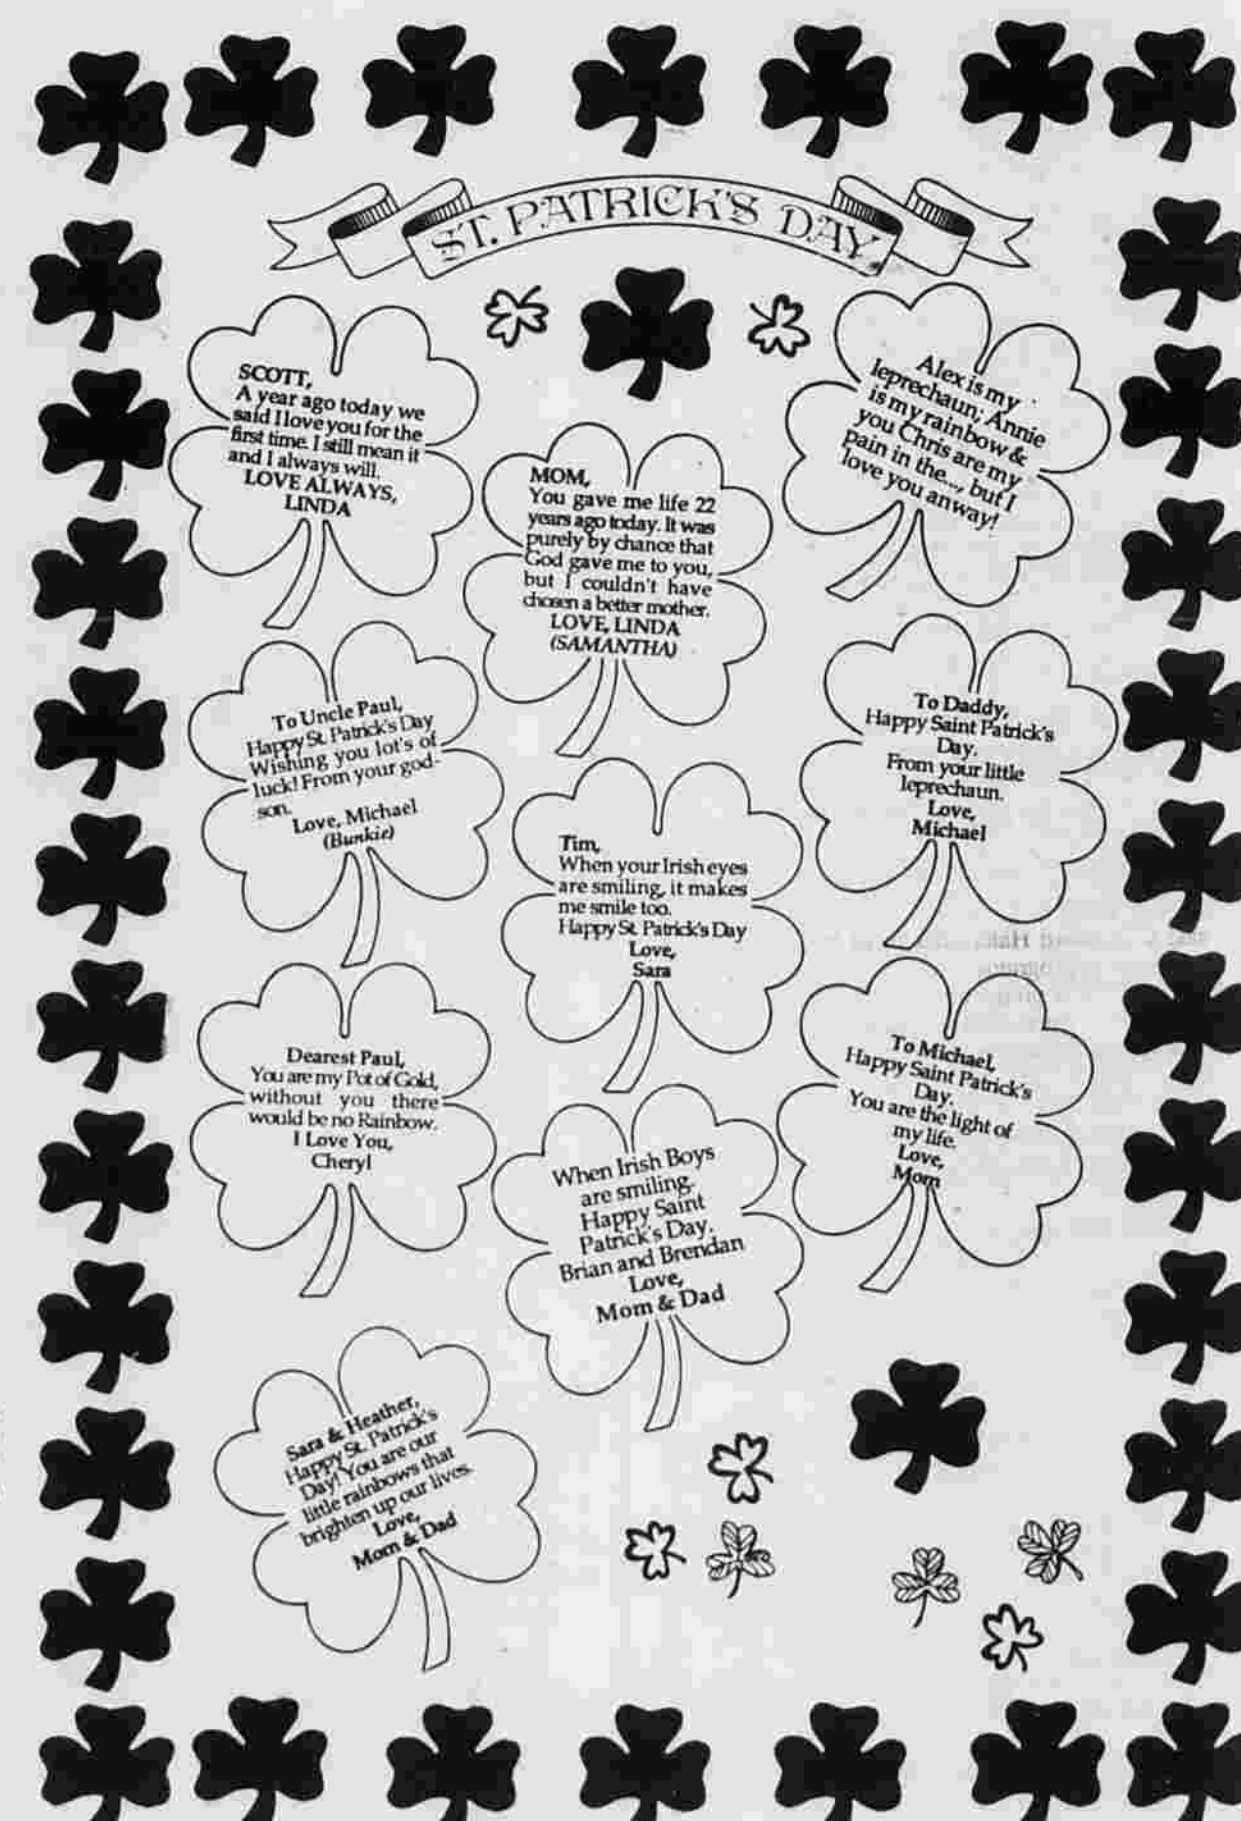 ST. PATRICK'S DAY
SCOTT,
A year ago today we
said I love you for the
first time. I still mean it
and I always will.
LOVE ALWAYS,
LINDA
MOM,
You gave me life 22
years ago today. It was
purely by chance that
God gave me to you,
but I couldn't have
chosen a better mother.
LOVE, LINDA
(SAMANTHA)
Alex is my
leprechaun; Annie
is my rainbow &
you Chris are my
pain in the..., but I
love you anway!
To Uncle Paul,
Happy St. Patrick's Day
Wishing you lot's of
luck! From your god-
son.
Love, Michael
(Bunkie)
Tim,
When your Irish eyes
are smiling, it makes
me smile too.
Happy St. Patrick's Day
Love,
Sara
To Daddy,
Happy Saint Patrick's
Day.
From your little
leprechaun.
Love,
Michael
Dearest Paul,
You are my Pot of Gold,
without you there
would be no Rainbow.
I Love You,
Cheryl
When Irish Boys
are smiling.
Happy Saint
Patrick's Day.
Brian and Brendan
Love,
Mom & Dad
To Michael,
Happy Saint Patrick's
Day.
You are the light of
my life.
Love,
Mom
Sara & Heather,
Happy St. Patrick's
Day! You are our
little rainbows that
brighten up our lives.
Love,
Mom & Dad